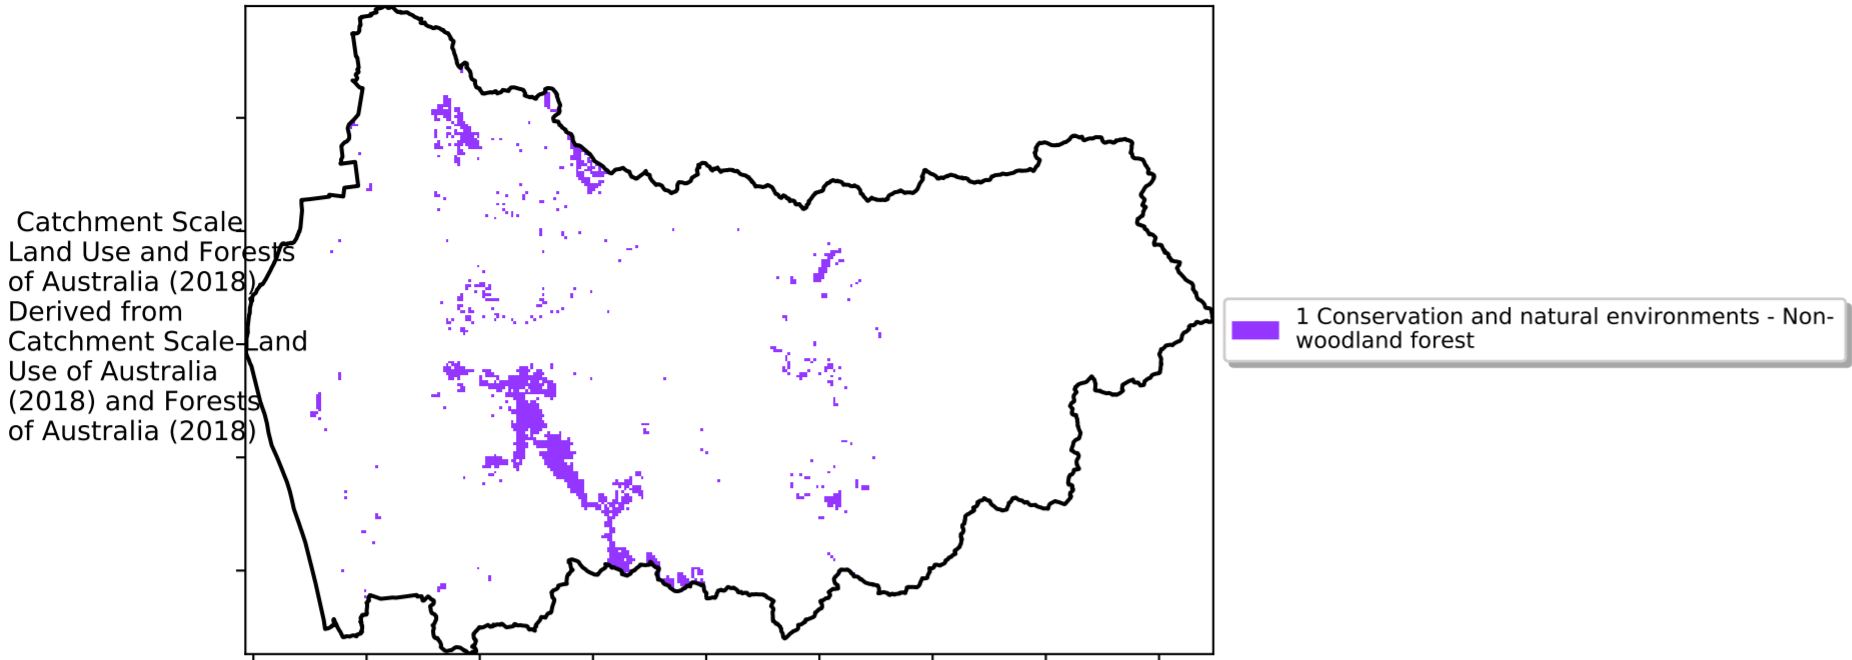 Catchment Scale
Land Use and Forests
of Australia (2018)
Derived from
Catchment Scale Land
Use of Australia
(2018) and Forests
of Australia (2018)
1 Conservation and natural environments - Non-
woodland forest